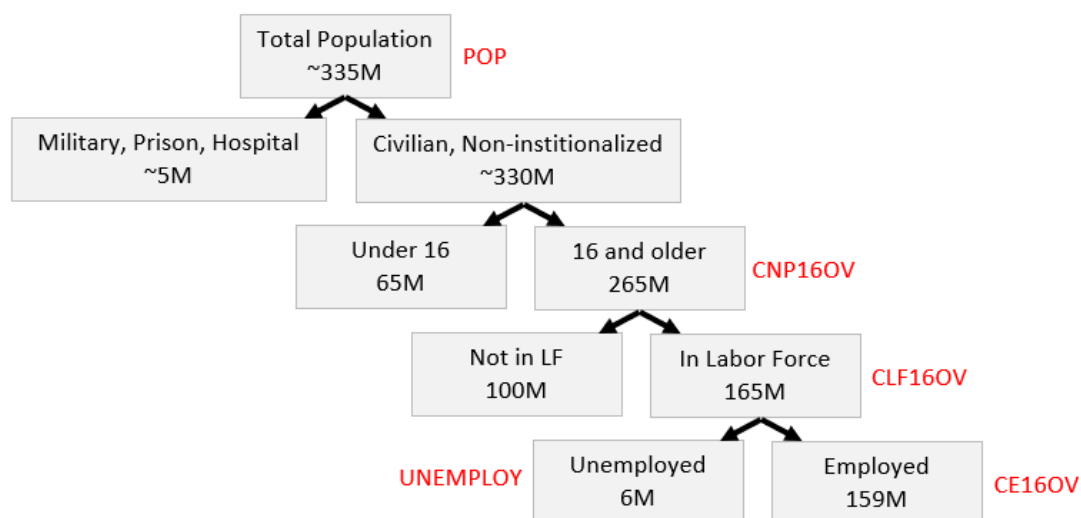 Total Population
~335M
POP
Military, Prison, Hospital
~5M
Civilian, Non-institionalized
~330M
Under 16
65M
16 and older
265M
CNP16OV
Not in LF
100M
In Labor Force
165M
CLF16OV
UNEMPLOY
Unemployed
6M
Employed
159M
CE16OV